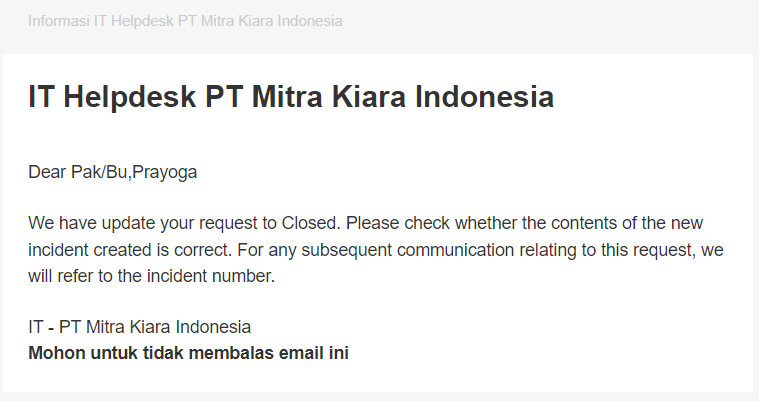 Informasi IT Helpdesk PT Mitra Kiara Indonesia
IT Helpdesk PT Mitra Kiara Indonesia
Dear Pak/Bu,Prayoga
We have update your request to Closed. Please check whether the contents of the new
incident created is correct. For any subsequent communication relating to this request, we
will refer to the incident number.
IT - PT Mitra Kiara Indonesia
Mohon untuk tidak membalas email ini